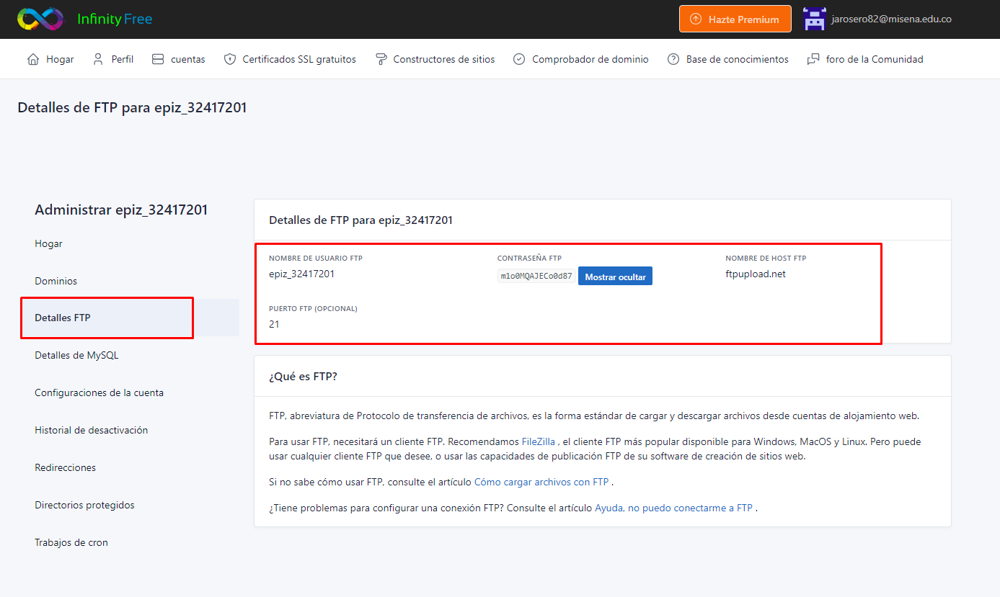 Infinity Free
Hazte Premium
jarosero82@misena.edu.co
Hogar
Perfil
cuentas
Certificados SSL gratuitos
Constructores de sitios
Comprobador de dominio
Base de conocimientos
foro de la Comunidad
Detalles de FTP para epiz_32417201
Administrar epiz_32417201
Hogar
Dominios
Detalles FTP
Detalles de MySQL
Configuraciones de la cuenta
Historial de desactivación
Redirecciones
Directorios protegidos
Trabajos de cron
Detalles de FTP para epiz_32417201
NOMBRE DE USUARIO FTP
epiz_32417201
CONTRASEÑA FTP
m1o0MQAJECo0d87
Mostrar ocultar
NOMBRE DE HOST FTP
ftpupload.net
PUERTO FTP (OPCIONAL)
21
¿Qué es FTP?
FTP, abreviatura de Protocolo de transferencia de archivos, es la forma estándar de cargar y descargar archivos desde cuentas de alojamiento web.
Para usar FTP, necesitará un cliente FTP. Recomendamos FileZilla , el cliente FTP más popular disponible para Windows, MacOS y Linux. Pero puede
usar cualquier cliente FTP que desee, o usar las capacidades de publicación FTP de su software de creación de sitios web.
Si no sabe cómo usar FTP, consulte el artículo Cómo cargar archivos con FTP .
¿Tiene problemas para configurar una conexión FTP? Consulte el artículo Ayuda, no puedo conectarme a FTP .